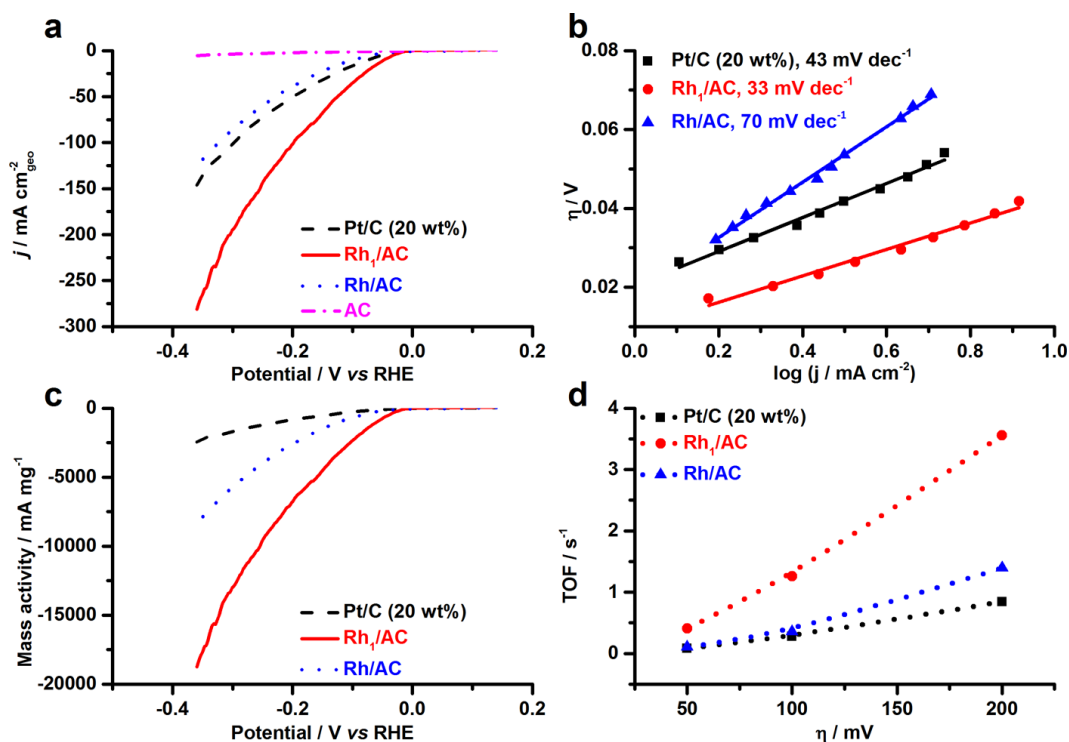 a
0
-50
-100
-150
-200
-250
-300
j / mA cm⁻²geo
-0.4 -0.2 0.0 0.2
Potential / V vs RHE
Pt/C (20 wt%)
Rh₁/AC
Rh/AC
AC
b
0.08
0.06
0.04
0.02
η / V
0.0 0.2 0.4 0.6 0.8 1.0
log (j / mA cm⁻²)
Pt/C (20 wt%), 43 mV dec⁻¹
Rh₁/AC, 33 mV dec⁻¹
Rh/AC, 70 mV dec⁻¹
c
0
-5000
-10000
-15000
-20000
Mass activity / mA mg⁻¹
-0.4 -0.2 0.0 0.2
Potential / V vs RHE
Pt/C (20 wt%)
Rh₁/AC
Rh/AC
d
4
3
2
1
0
TOF / s⁻¹
50 100 150 200
η / mV
Pt/C (20 wt%)
Rh₁/AC
Rh/AC